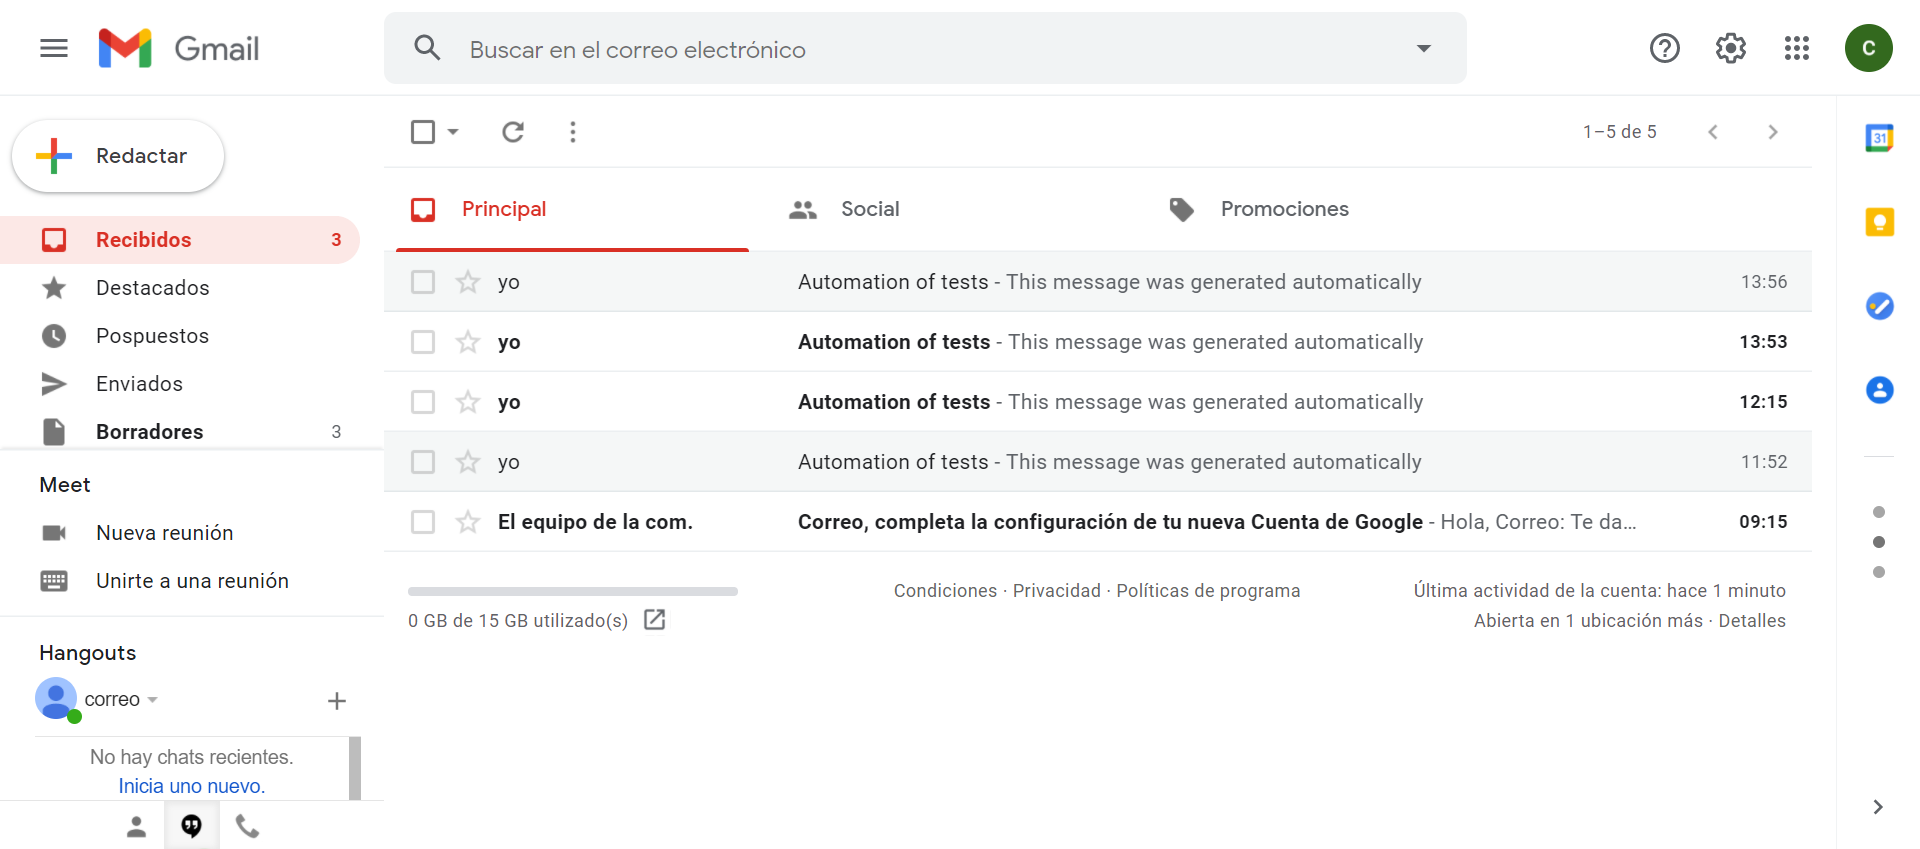 Gmail
Buscar en el correo electrónico
C
Redactar
1–5 de 5
31
Principal
Social
Promociones
Recibidos 3
Destacados
Pospuestos
Enviados
Borradores 3
yo Automation of tests - This message was generated automatically 13:56
yo Automation of tests - This message was generated automatically 13:53
yo Automation of tests - This message was generated automatically 12:15
yo Automation of tests - This message was generated automatically 11:52
El equipo de la com. Correo, completa la configuración de tu nueva Cuenta de Google - Hola, Correo: Te da… 09:15
Meet
Nueva reunión
Unirte a una reunión
Hangouts
correo
No hay chats recientes.
Inicia uno nuevo.
0 GB de 15 GB utilizado(s)
Condiciones · Privacidad · Políticas de programa
Última actividad de la cuenta: hace 1 minuto
Abierta en 1 ubicación más · Detalles